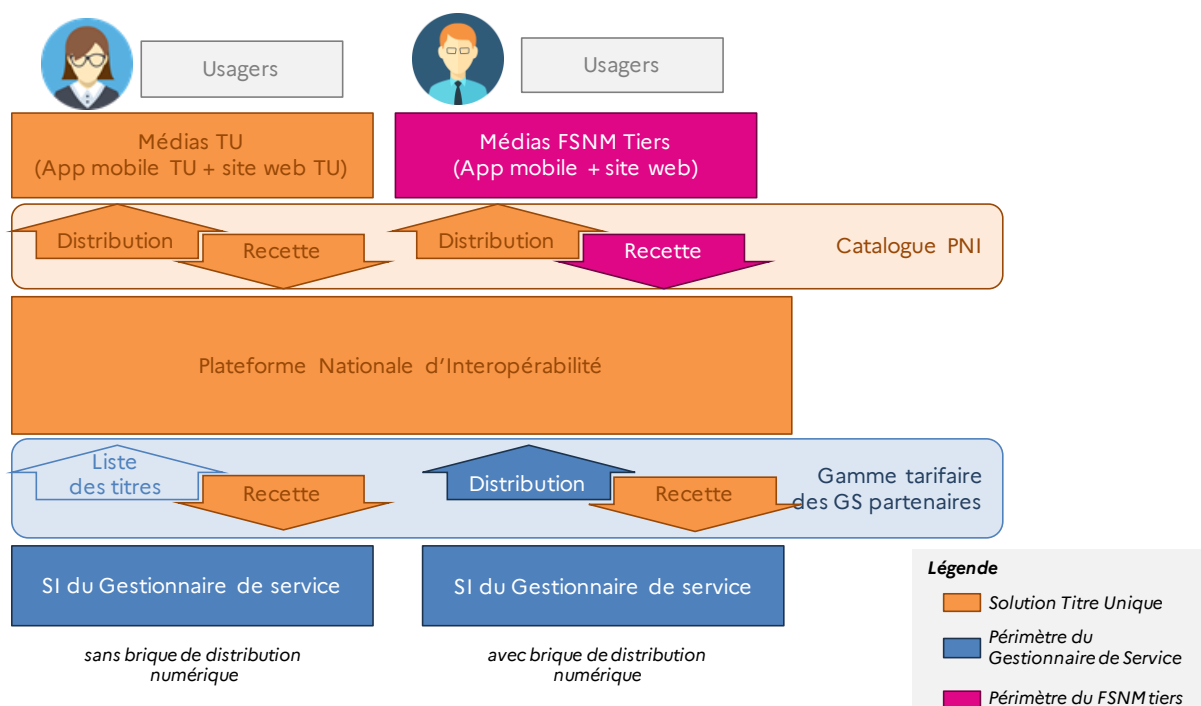 Usagers
Usagers
Médias TU
(App mobile TU + site web TU)
Médias FSNM Tiers
(App mobile + site web)
Distribution
Recette
Distribution
Recette
Catalogue PNI
Plateforme Nationale d'Interopérabilité
Liste
des titres
Recette
Distribution
Recette
Gamme tarifaire
des GS partenaires
SI du Gestionnaire de service
SI du Gestionnaire de service
sans brique de distribution
numérique
avec brique de distribution
numérique
Légende
Solution Titre Unique
Périmètre du
Gestionnaire de Service
Périmètre du FSNM tiers